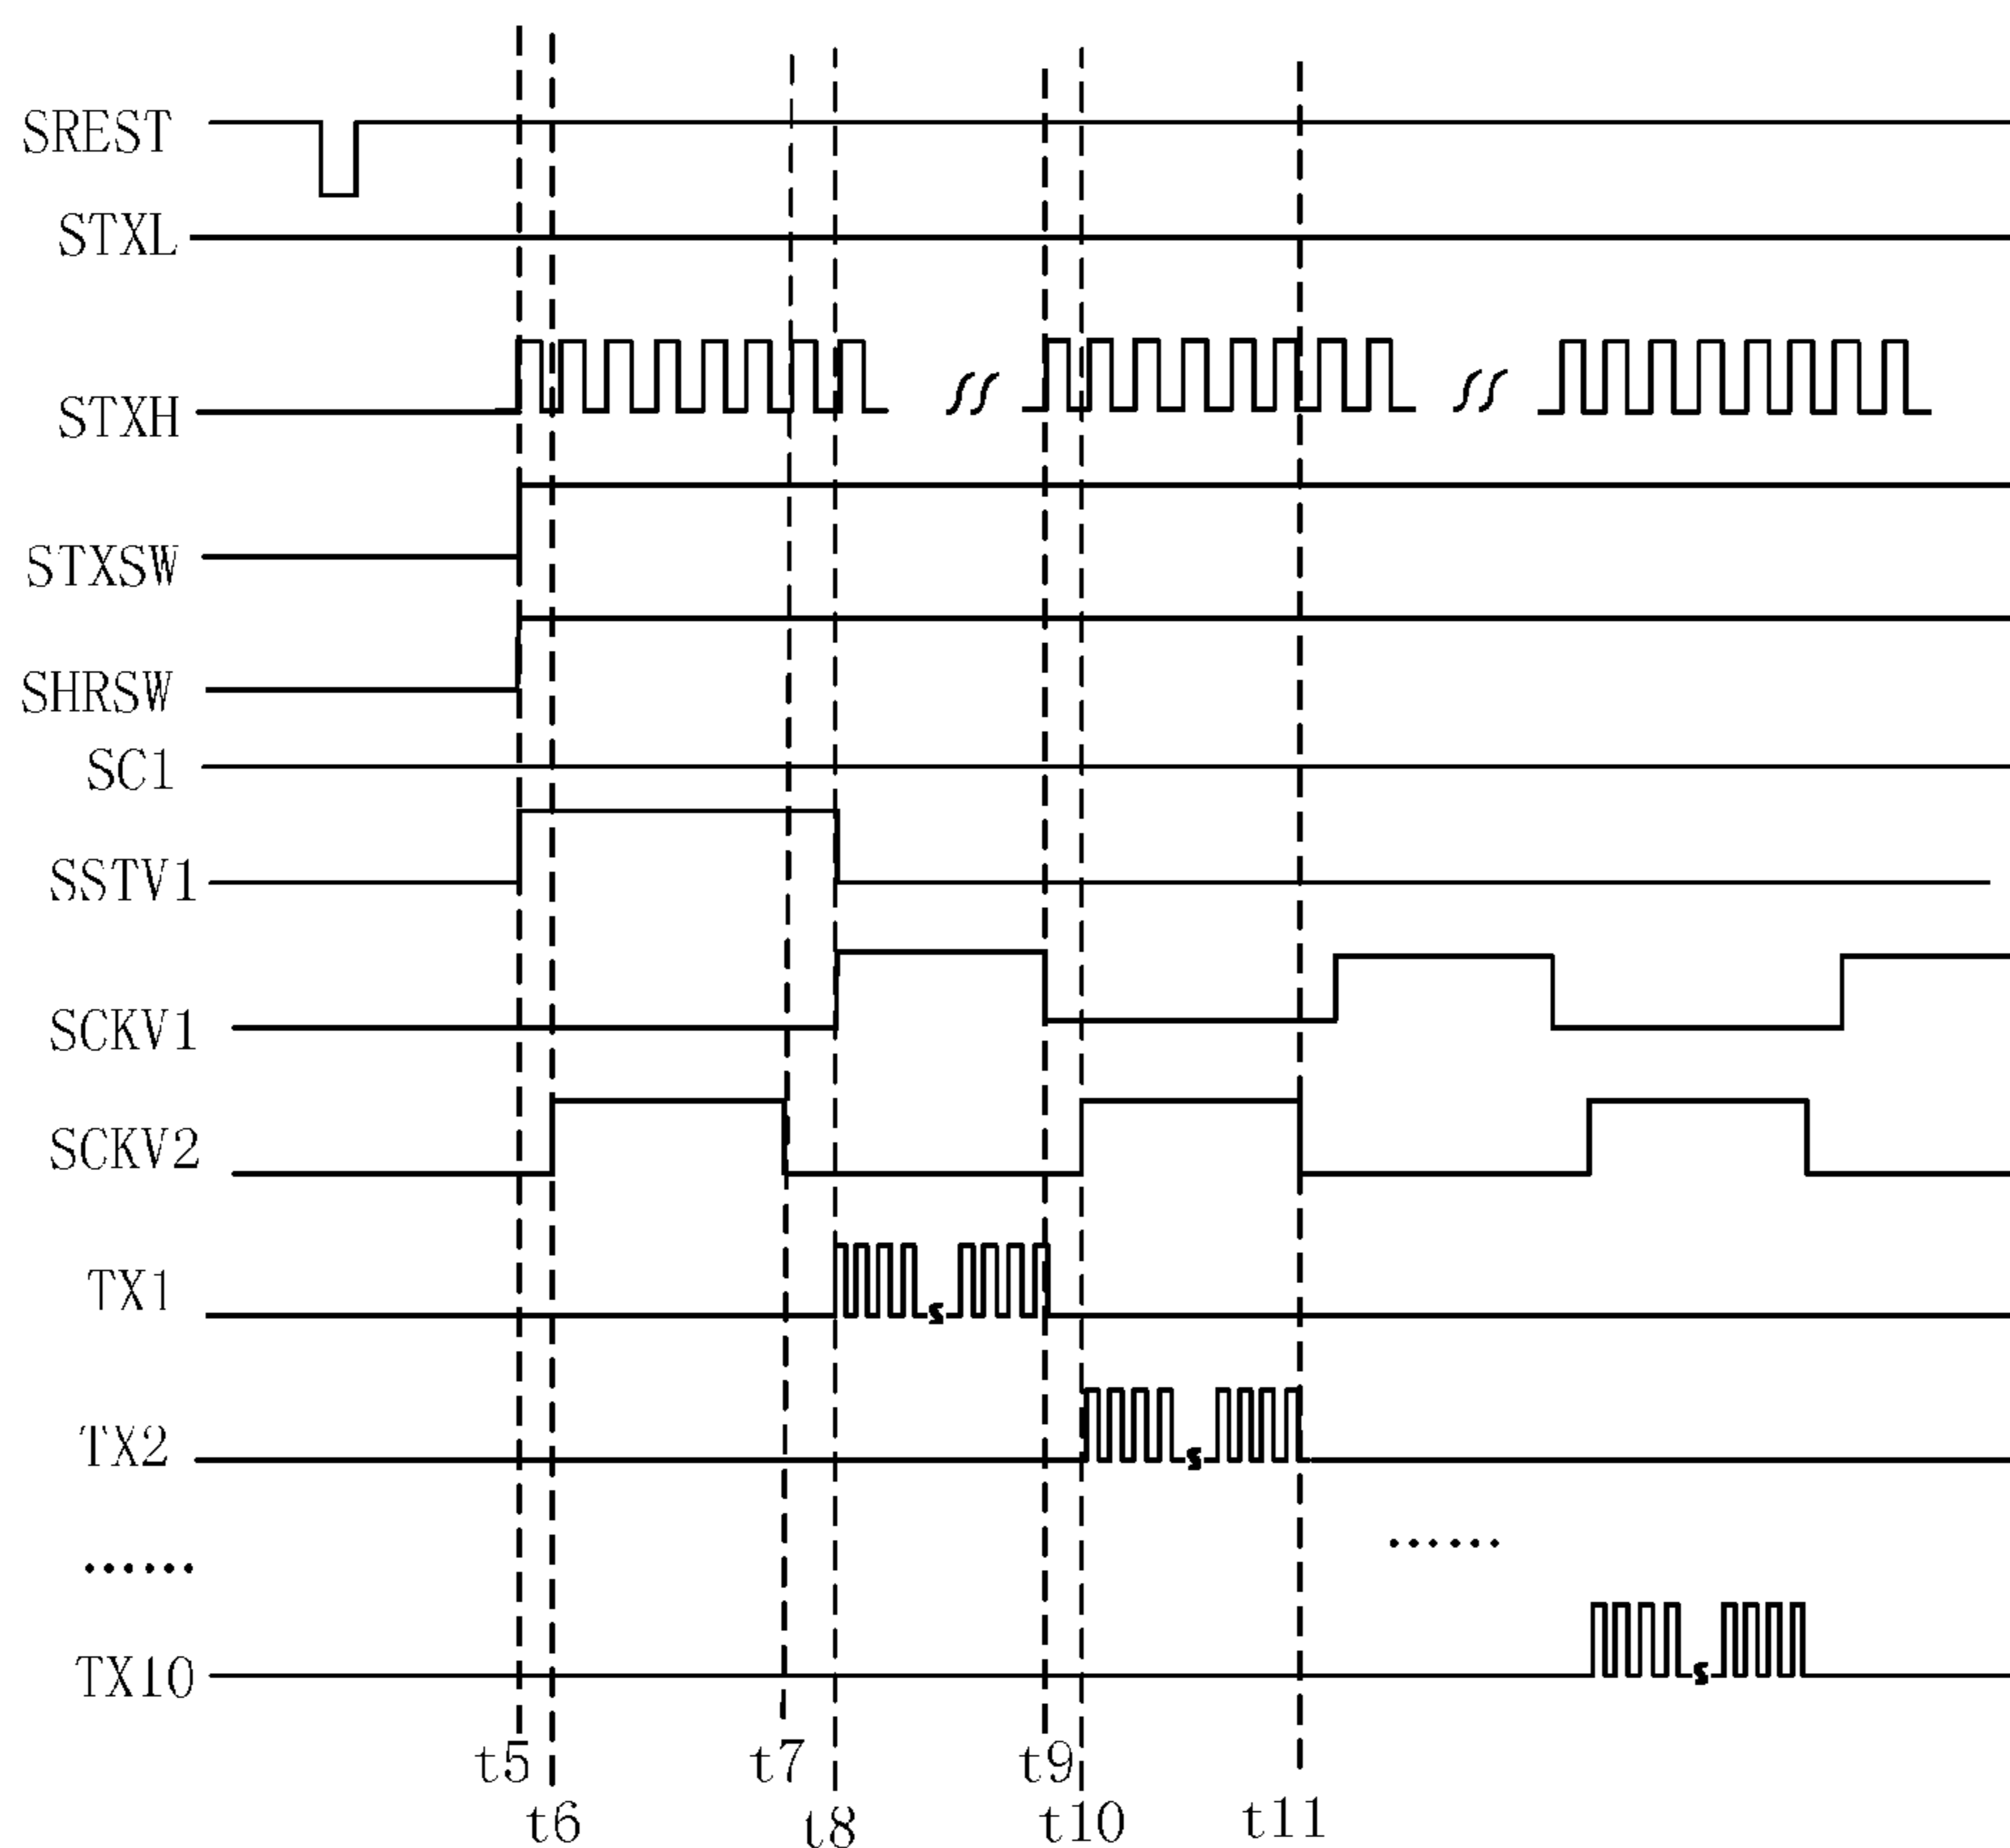 SREST
STXL
STXH
STXSW
SHRSW
SC1
SSTV1
SCKV1
SCKV2
TX1
TX2
......
......
TX10
t5
t7
t9
t6
t8
t10
t11